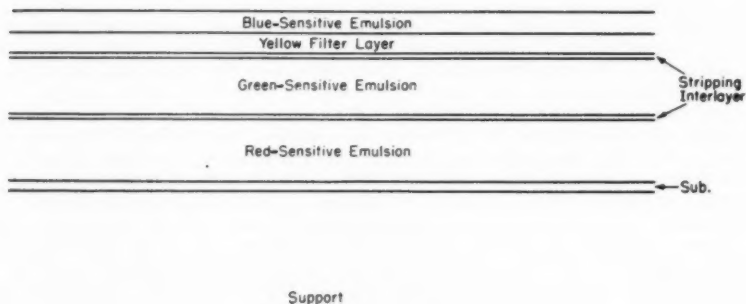 Blue-Sensitive Emulsion
Yellow Filter Layer
Green-Sensitive Emulsion
Stripping
Interlayer
Red-Sensitive Emulsion
Sub.
Support